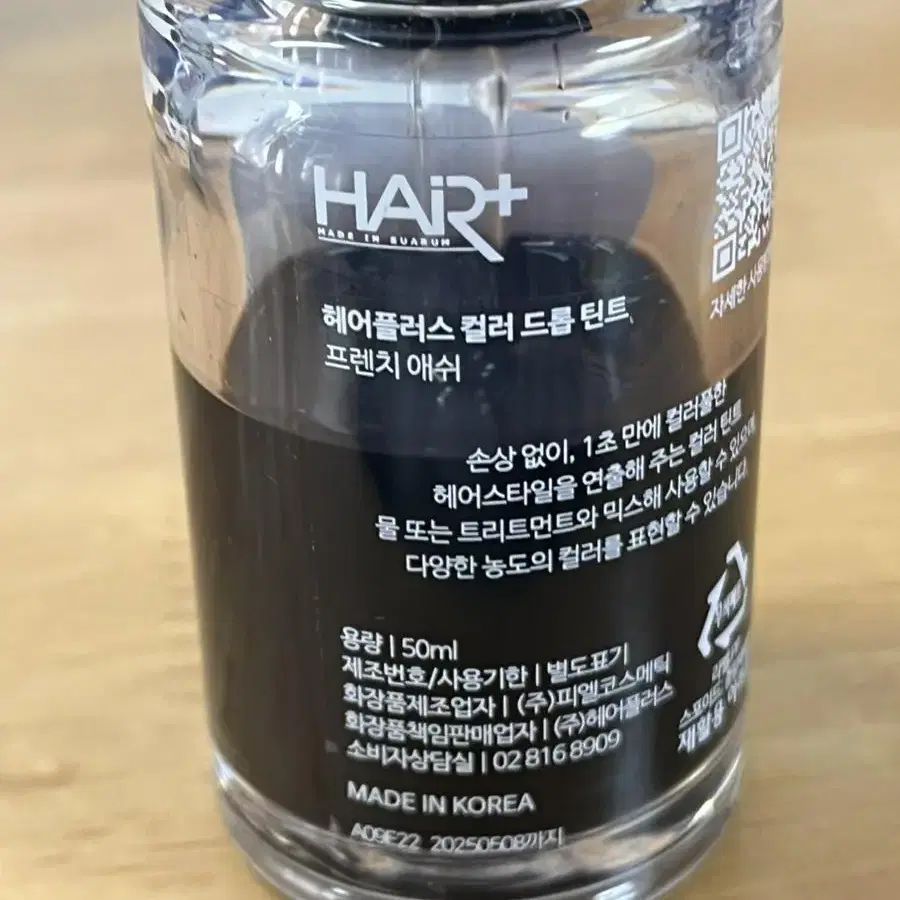 HAiR+
MADE IN SUARUM
헤어플러스 컬러 드롭 틴트
프렌치 애쉬
자세한 사용
손상 없이, 1초 만에 컬러풀한
헤어스타일을 연출해 주는 컬러 틴트
물 또는 트리트먼트와 믹스해 사용할 수 있으며
다양한 농도의 컬러를 표현할 수 있습니다.
용량 | 50ml
제조번호/사용기한 | 별도표기
화장품제조업자 | (주)피엘코스메틱
화장품책임판매업자 | (주)헤어플러스
소비자상담실 | 02 816 8909
재활용
MADE IN KOREA
A09E22 20250508까지